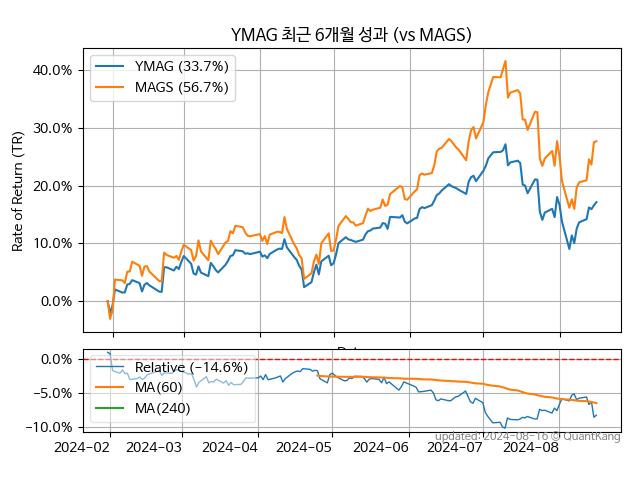 YMAG 최근 6개월 성과 (vs MAGS)
YMAG (33.7%)
MAGS (56.7%)
Rate of Return (TR)
40.0%
30.0%
20.0%
10.0%
0.0%
0.0%
−5.0%
−10.0%
Relative (−14.6%)
MA(60)
MA(240)
2024-02 2024-03 2024-04 2024-05 2024-06 2024-07 2024-08
updated: 2024-08-16 © QuantKang